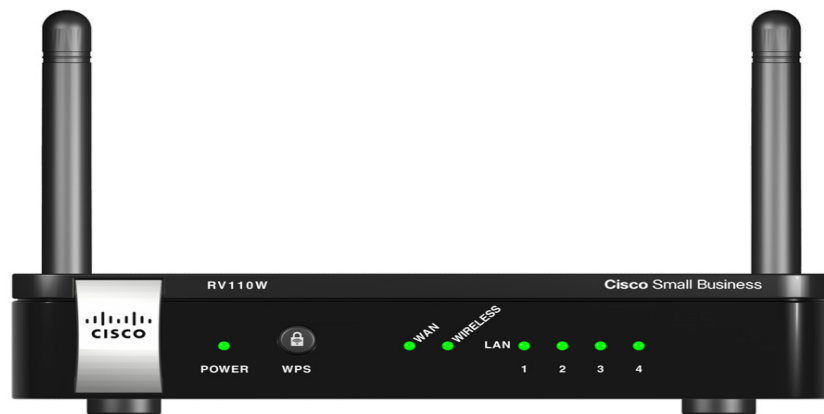 RV110W
Cisco Small Business
CISCO
WAN
WIRELESS
LAN
POWER
WPS
1 2 3 4